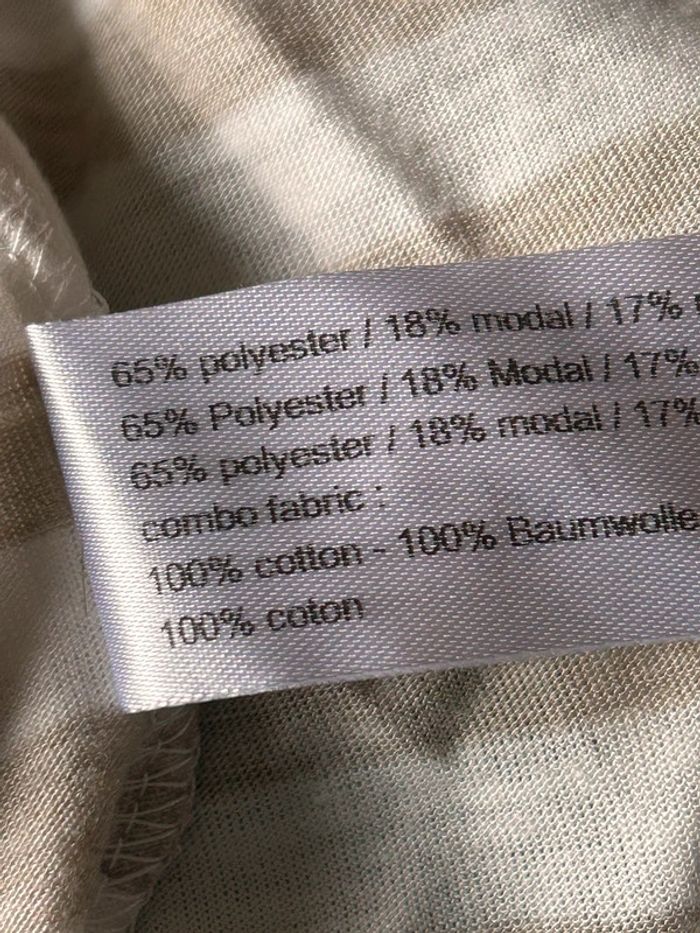 65% polyester / 18% modal / 17%
65% Polyester / 18% Modal / 17%
65% polyester / 18% modal / 17%
combo fabric :
100% cotton - 100% Baumwolle
100% coton